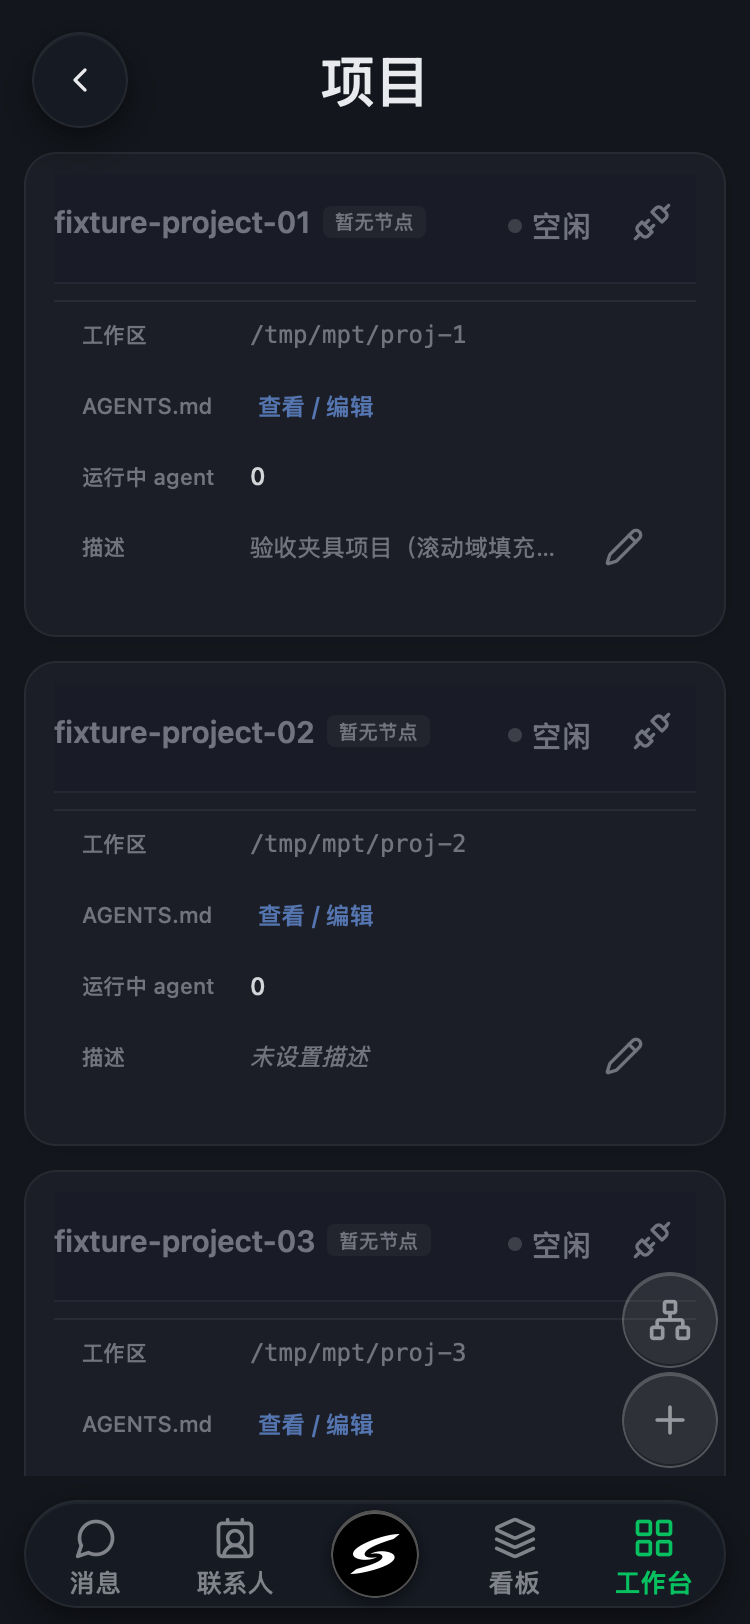 项目
fixture-project-01 暂无节点 空闲
工作区 /tmp/mpt/proj-1
AGENTS.md 查看 / 编辑
运行中 agent 0
描述 验收夹具项目（滚动域填充...
fixture-project-02 暂无节点 空闲
工作区 /tmp/mpt/proj-2
AGENTS.md 查看 / 编辑
运行中 agent 0
描述 未设置描述
fixture-project-03 暂无节点 空闲
工作区 /tmp/mpt/proj-3
AGENTS.md 查看 / 编辑
消息 联系人 看板 工作台